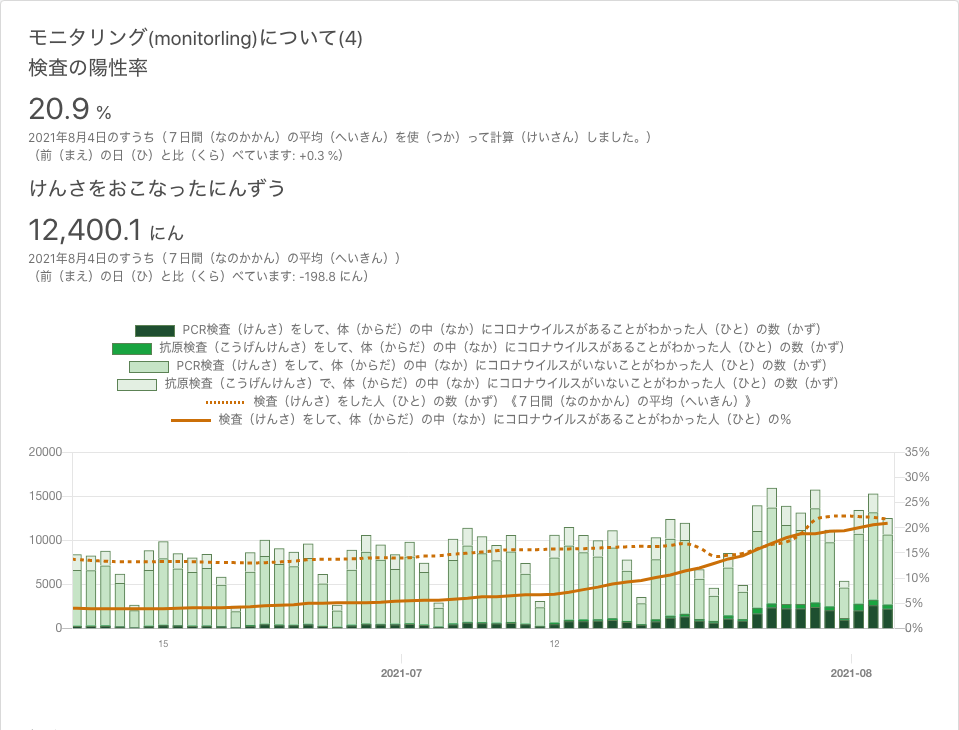 モニタリング(monitorling)について(4)
検査の陽性率
20.9 %
2021年8月4日のすうち（７日間（なのかかん）の平均（へいきん）を使（つか）って計算（けいさん）しました。）
（前（まえ）の日（ひ）と比（くら）べています: +0.3 %）
けんさをおこなったにんずう
12,400.1 にん
2021年8月4日のすうち（７日間（なのかかん）の平均（へいきん））
（前（まえ）の日（ひ）と比（くら）べています: -198.8 にん）
PCR検査（けんさ）をして、体（からだ）の中（なか）にコロナウイルスがあることがわかった人（ひと）の数（かず）
抗原検査（こうげんけんさ）をして、体（からだ）の中（なか）にコロナウイルスがあることがわかった人（ひと）の数（かず）
PCR検査（けんさ）をして、体（からだ）の中（なか）にコロナウイルスがいないことがわかった人（ひと）の数（かず）
抗原検査（こうげんけんさ）で、体（からだ）の中（なか）にコロナウイルスがいないことがわかった人（ひと）の数（かず）
検査（けんさ）をした人（ひと）の数（かず）《７日間（なのかかん）の平均（へいきん）》
検査（けんさ）をして、体（からだ）の中（なか）にコロナウイルスがあることがわかった人（ひと）の％
20000 35%
30%
15000 25%
10000 20%
15%
5000 10%
5%
0 0%
15 12
2021-07 2021-08